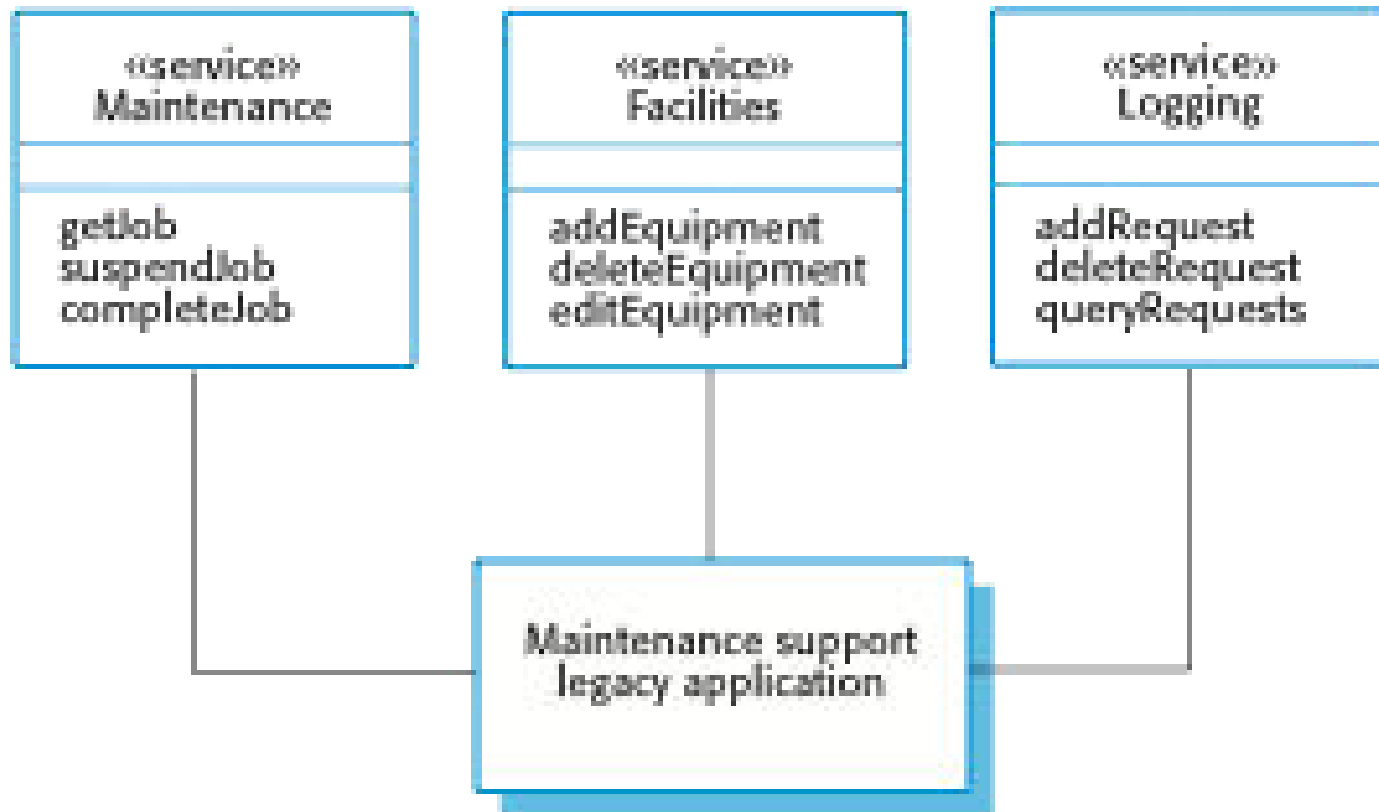 «service»
Maintenance
getJob
suspendJob
completeJob
«service»
Facilities
addEquipment
deleteEquipment
editEquipment
«service»
Logging
addRequest
deleteRequest
queryRequests
Maintenance support
legacy application